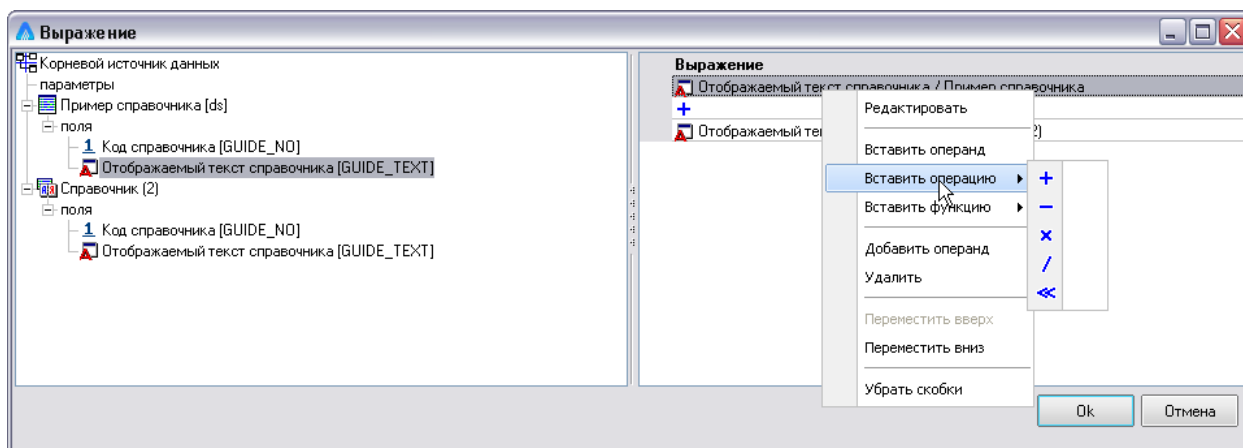 Выражение
Корневой источник данных
параметры
Пример справочника [ds]
поля
1 Код справочника [GUIDE_NO]
Отображаемый текст справочника [GUIDE_TEXT]
Справочник (2)
поля
1 Код справочника [GUIDE_NO]
Отображаемый текст справочника [GUIDE_TEXT]
Выражение
Отображаемый текст справочника / Пример справочника
+
Отображаемый
2)
Редактировать
Вставить операнд
Вставить операцию
Вставить функцию
Добавить операнд
Удалить
Переместить вверх
Переместить вниз
Убрать скобки
+
−
×
/
≪
Ok
Отмена